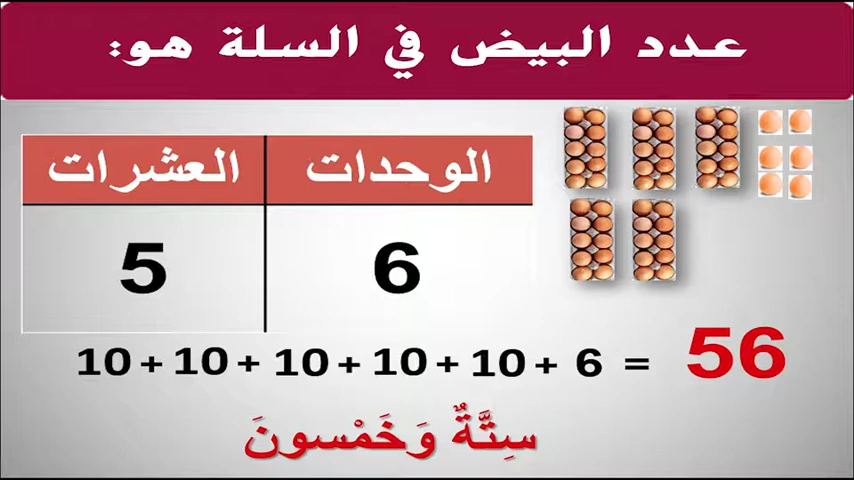 عدد البيض في السلة هو:
الوحدات العشرات
6 5
10 + 10 + 10 + 10 + 10 + 6 = 56
سِتَّةٌ وَخَمْسونَ